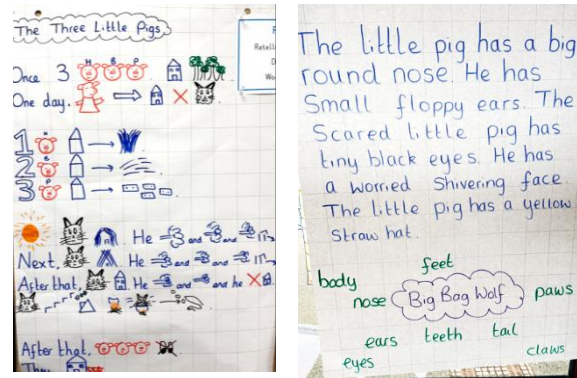 The Three Little Pigs
Once 3 H B P
One day,
1
2 B
3 P
He and and
Next, He and and
After that, He and and he
After that,
The little pig has a big
round nose. He has
Small floppy ears. The
Scared little pig has
tiny black eyes. He has
a worried shivering face.
The little pig has a yellow
Straw hat.
feet
body
nose Big Bag Wolf paws
ears teeth tail
eyes claws